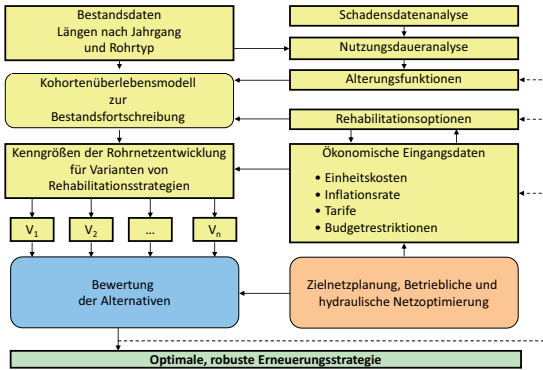 Bestandsdaten
Längen nach Jahrgang
und Rohrtyp
Schadensdatenanalyse
Nutzungsdaueranalyse
Alterungsfunktionen
Kohortenüberlebensmodell
zur
Bestandsfortschreibung
Rehabilitationsoptionen
Kenngrößen der Rohrnetzentwicklung
für Varianten von
Rehabilitationsstrategien
Ökonomische Eingangsdaten
• Einheitskosten
• Inflationsrate
• Tarife
• Budgetrestriktionen
V1
V2
...
Vn
Bewertung
der Alternativen
Zielnetzplanung, Betriebliche und
hydraulische Netzoptimierung
Optimale, robuste Erneuerungsstrategie